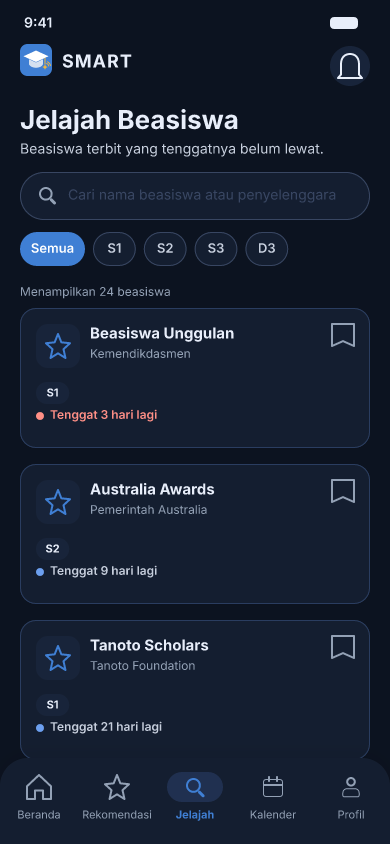 9:41
SMART
Jelajah Beasiswa
Beasiswa terbit yang tenggatnya belum lewat.
Cari nama beasiswa atau penyelenggara
Semua
S1
S2
S3
D3
Menampilkan 24 beasiswa
Beasiswa Unggulan
Kemendikdasmen
S1
Tenggat 3 hari lagi
Australia Awards
Pemerintah Australia
S2
Tenggat 9 hari lagi
Tanoto Scholars
Tanoto Foundation
S1
Tenggat 21 hari lagi
Beranda
Rekomendasi
Jelajah
Kalender
Profil